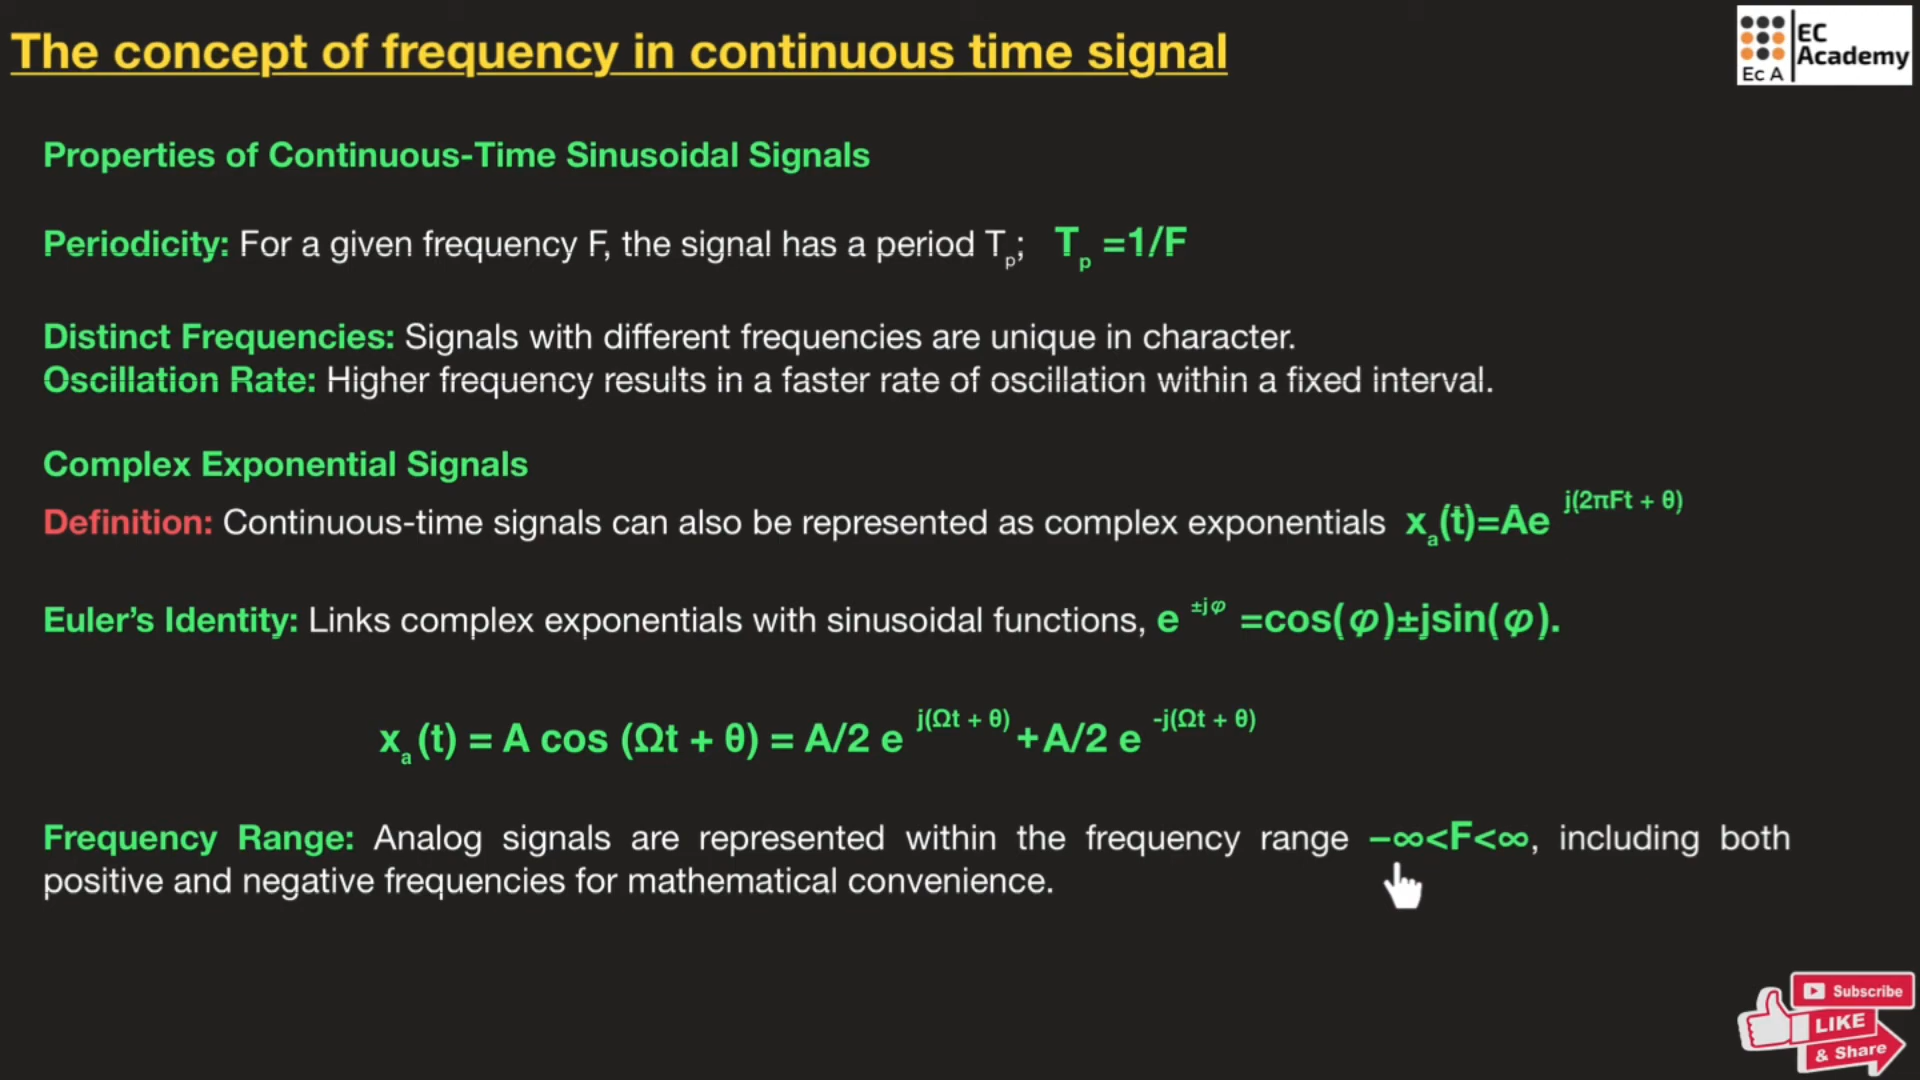 The concept of frequency in continuous time signal
EC
Academy
Ec A
Properties of Continuous-Time Sinusoidal Signals
Periodicity: For a given frequency F, the signal has a period Tₚ; Tₚ =1/F
Distinct Frequencies: Signals with different frequencies are unique in character.
Oscillation Rate: Higher frequency results in a faster rate of oscillation within a fixed interval.
Complex Exponential Signals
Definition: Continuous-time signals can also be represented as complex exponentials xₐ(t)=Ae^j(2πFt + θ)
Euler’s Identity: Links complex exponentials with sinusoidal functions, e^±jφ =cos(φ)±jsin(φ).
xₐ(t) = A cos (Ωt + θ) = A/2 e^j(Ωt + θ) + A/2 e^-j(Ωt + θ)
Frequency Range: Analog signals are represented within the frequency range −∞<F<∞, including both
positive and negative frequencies for mathematical convenience.
Subscribe
LIKE
& Share